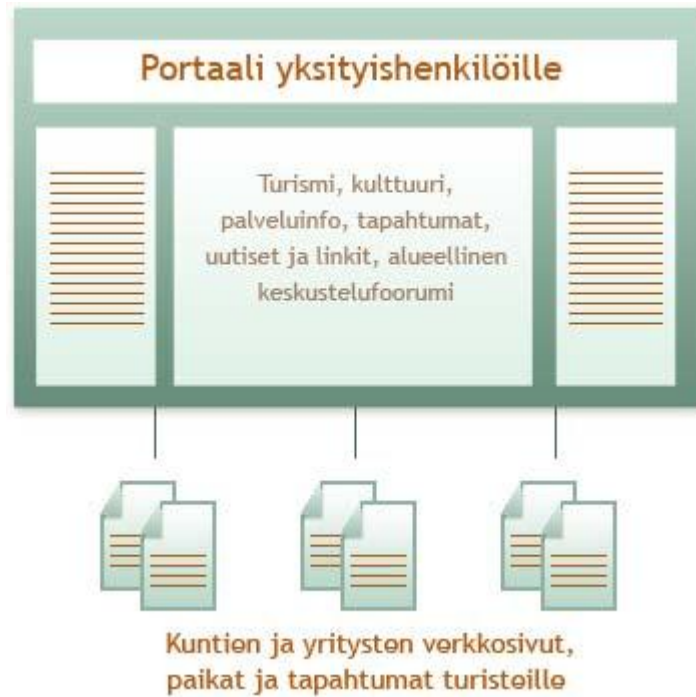 Portaali yksityishenkilöille
Turismi, kulttuuri,
palveluinfo, tapahtumat,
uutiset ja linkit, alueellinen
keskustelufoorumi
Kuntien ja yritysten verkkosivut,
paikat ja tapahtumat turisteille